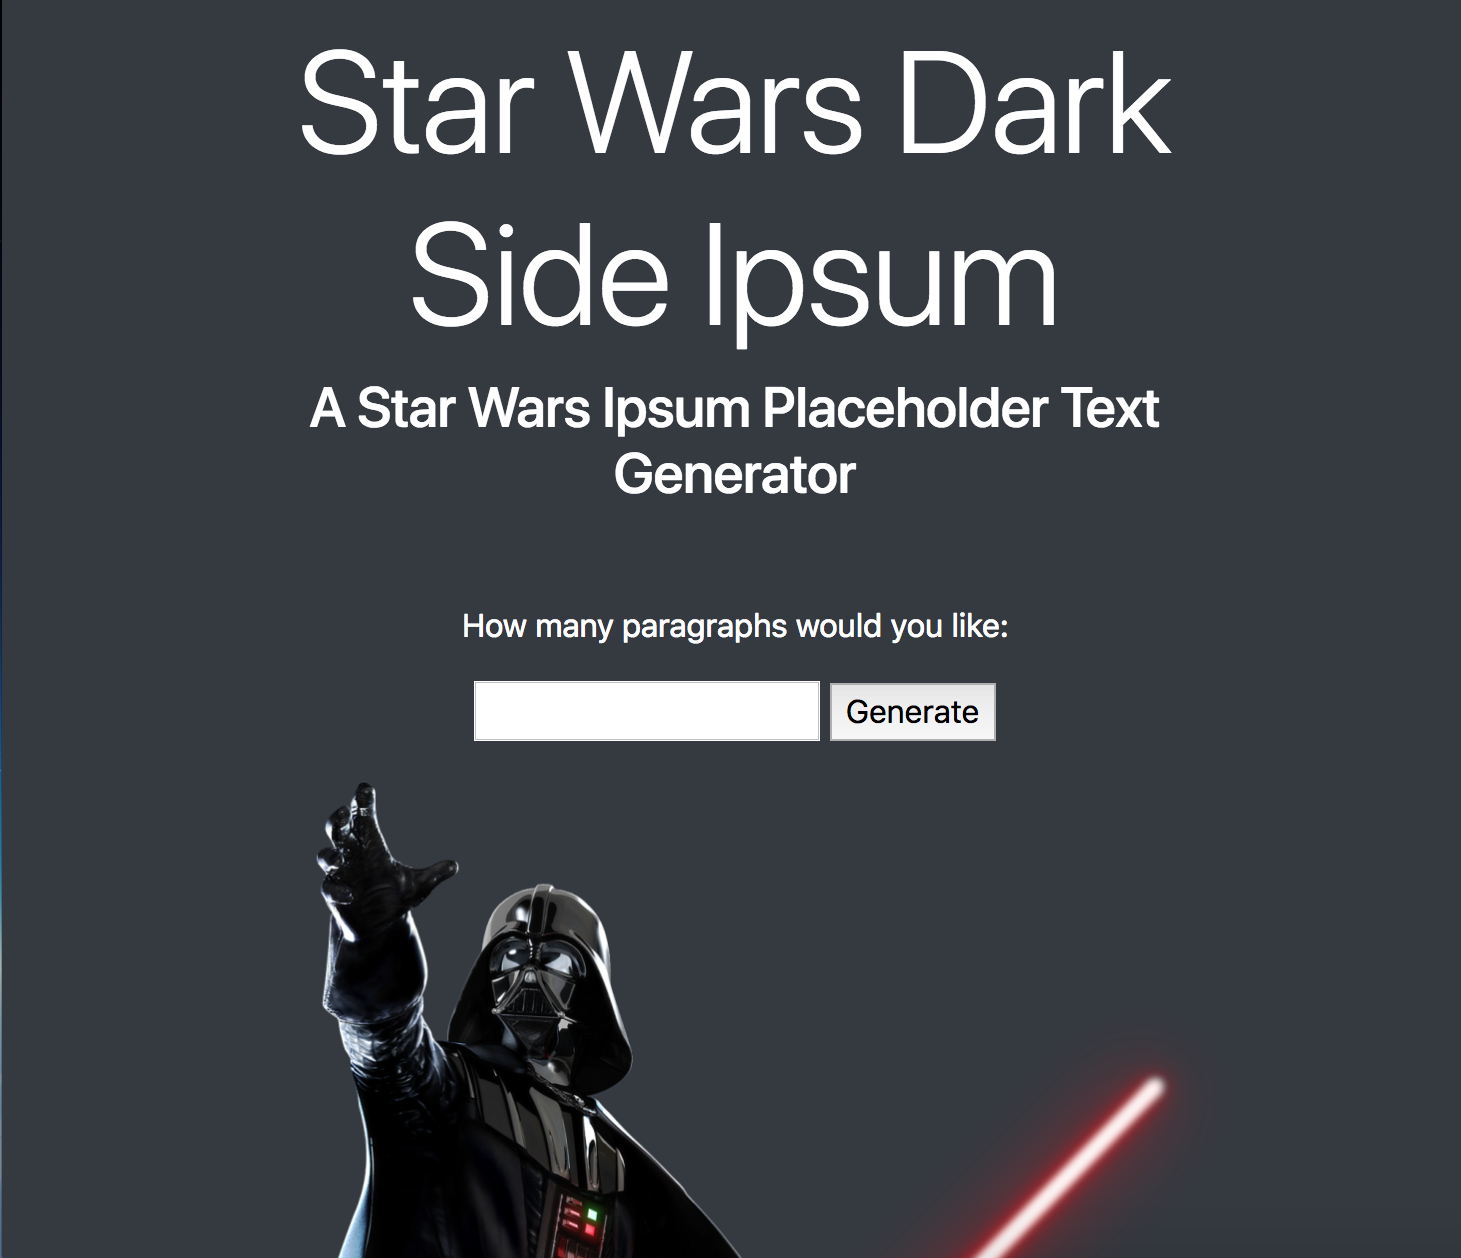 Star Wars Dark
Side Ipsum
A Star Wars Ipsum Placeholder Text
Generator
How many paragraphs would you like:
Generate